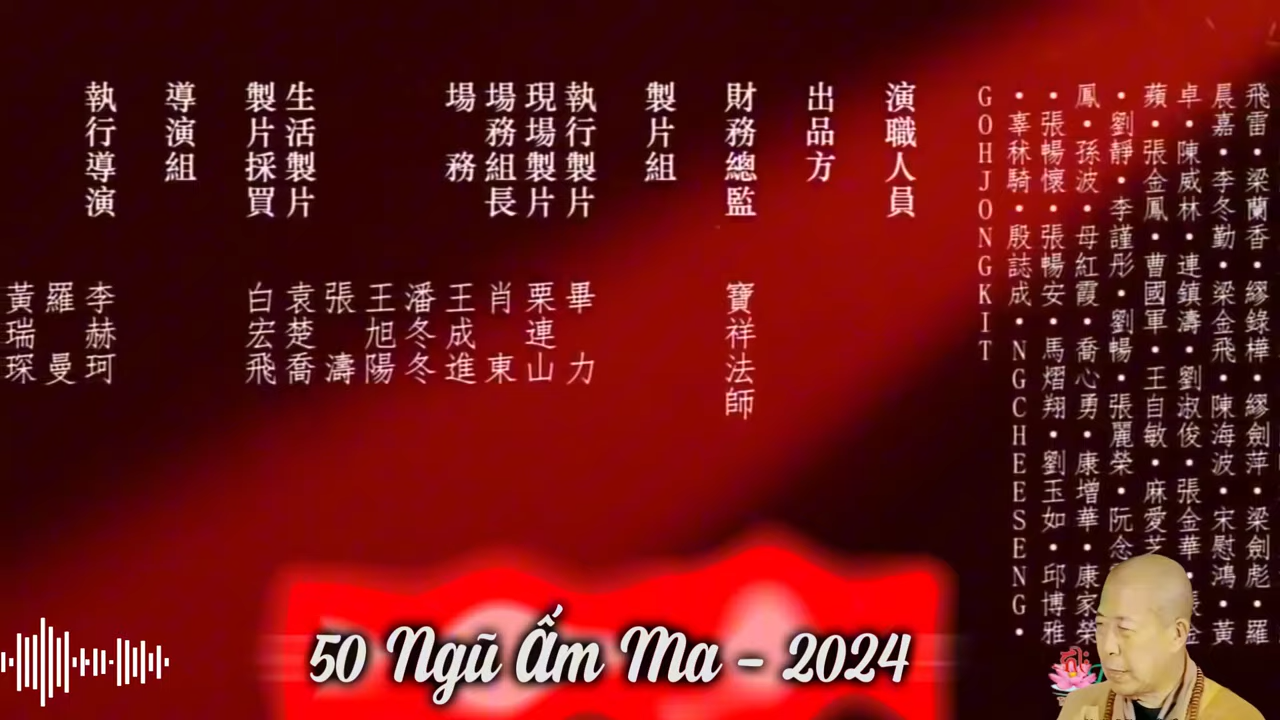 飛雷•梁蘭香•繆錄樺•繆劍萍•梁劍彪•羅
晨嘉•李冬勤•梁金飛•陳海波•宋慰鴻•黃
卓•陳威林•連鎮濤•劉淑俊•張金華•
蘋•張金鳳•曹國軍•王自敏•麻愛芝
•劉靜•李謹彤•劉暢•張麗榮•阮念
鳳•孫波•母紅霞•喬心勇•康增華•康家榮
•張暢懷•張暢安•馬熠翔•劉玉如•邱博雅
•辜秝騎•殷誌成•NGCHEESENG•
GOHJONGKIT
演職人員
出品方
財務總監 寶祥法師
製片組
執行製片 畢力
現場製片 栗連山
場務組長 肖東
場務 王成進
潘冬冬
王旭陽
張濤
生活製片 袁楚喬
製片採買 白宏飛
導演組
執行導演 李赫珂
羅曼
黃瑞琛
50 Ngũ Ấm Ma - 2024